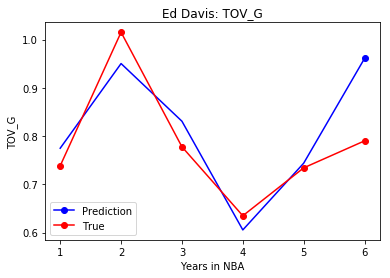 Ed Davis: TOV_G
TOV_G
1.0
0.9
0.8
0.7
0.6
Prediction
True
1 2 3 4 5 6
Years in NBA